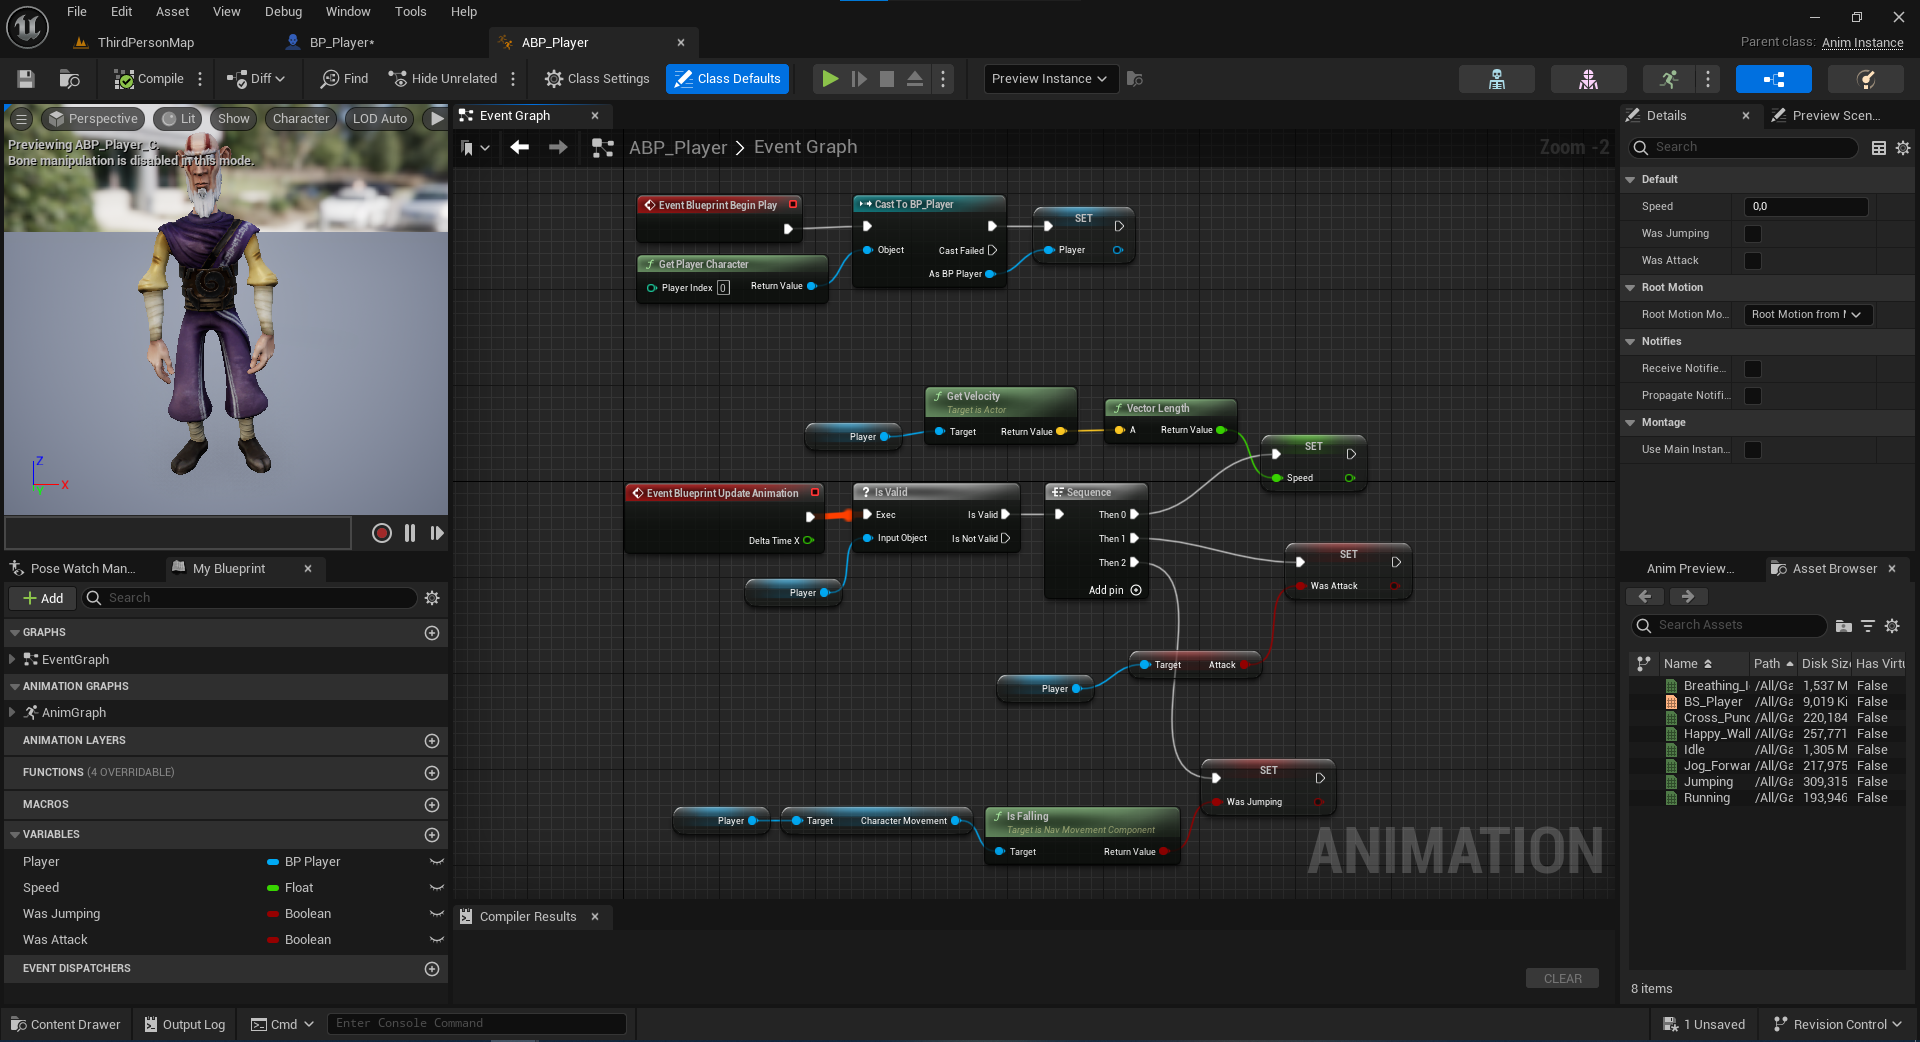 File Edit Asset View Debug Window Tools Help
ThirdPersonMap
BP_Player*
ABP_Player
Parent class: Anim Instance
Compile
Diff
Find
Hide Unrelated
Class Settings
Class Defaults
Preview Instance
Perspective
Lit
Show
Character
LOD Auto
Previewing ABP_Player_C.
Bone manipulation is disabled in this mode.
Z
X
Y
Pose Watch Man...
My Blueprint
Add
Search
GRAPHS
EventGraph
ANIMATION GRAPHS
AnimGraph
ANIMATION LAYERS
FUNCTIONS (4 OVERRIDABLE)
MACROS
VARIABLES
Player BP Player
Speed Float
Was Jumping Boolean
Was Attack Boolean
EVENT DISPATCHERS
Event Graph
ABP_Player > Event Graph
Zoom -2
Event Blueprint Begin Play
Get Player Character
Player Index 0 Return Value
Cast To BP_Player
Object
Cast Failed
As BP Player
SET
Player
Player
Get Velocity
Target is Actor
Target Return Value
Vector Length
A Return Value
SET
Speed
Event Blueprint Update Animation
Delta Time X
Player
Is Valid
Exec Is Valid
Input Object Is Not Valid
Sequence
Then 0
Then 1
Then 2
Add pin
SET
Was Attack
Target Attack
Player
SET
Was Jumping
Player
Target Character Movement
Is Falling
Target is Nav Movement Component
Target Return Value
ANIMATION
Compiler Results
CLEAR
Details
Preview Scen...
Search
Default
Speed 0,0
Was Jumping
Was Attack
Root Motion
Root Motion Mo... Root Motion from
Notifies
Receive Notifie...
Propagate Notifi...
Montage
Use Main Instan...
Anim Preview...
Asset Browser
Search Assets
Name Path Disk Siz Has Virtu
Breathing_I /All/Ga 1,537 M False
BS_Player /All/Ga 9,019 Ki False
Cross_Punc /All/Ga 220,184 False
Happy_Wall /All/Ga 257,771 False
Idle /All/Ga 1,305 M False
Jog_Forwar /All/Ga 217,975 False
Jumping /All/Ga 309,315 False
Running /All/Ga 193,946 False
8 items
Content Drawer
Output Log
Cmd
Enter Console Command
1 Unsaved
Revision Control